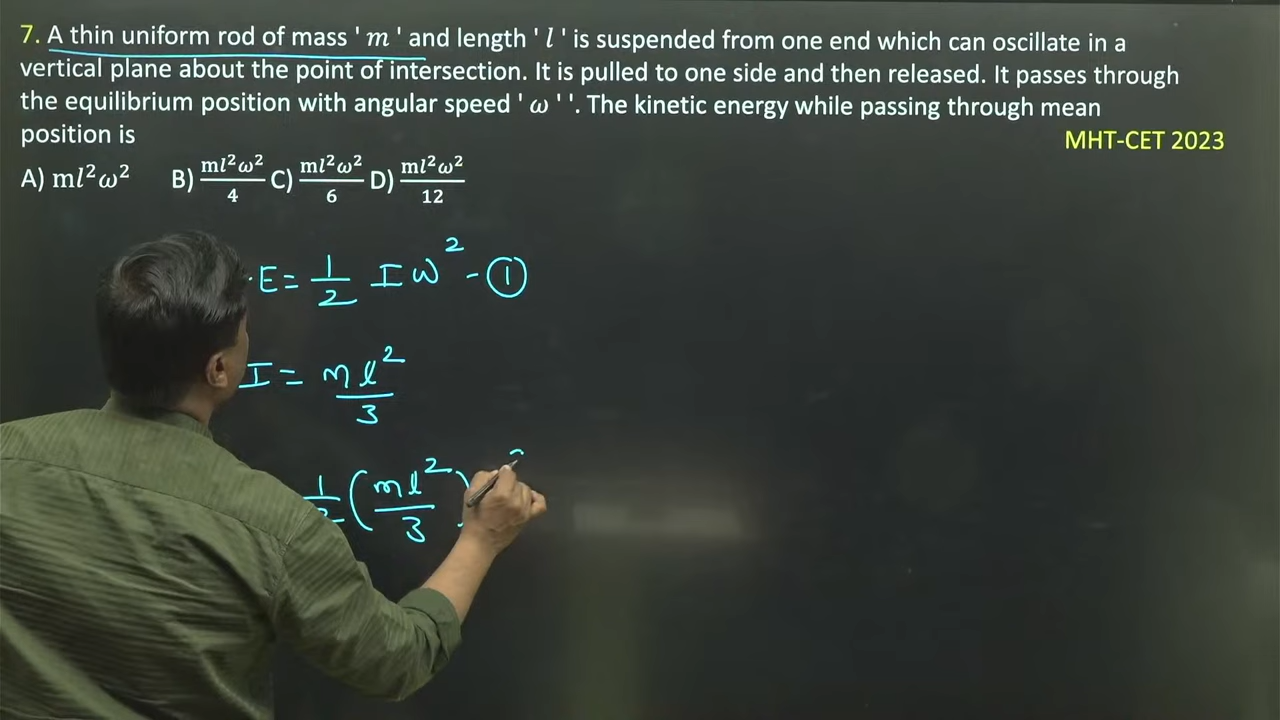 7. A thin uniform rod of mass ' m ' and length ' l ' is suspended from one end which can oscillate in a
vertical plane about the point of intersection. It is pulled to one side and then released. It passes through
the equilibrium position with angular speed ' ω ' '. The kinetic energy while passing through mean
position is
MHT-CET 2023
A) ml²ω² B) ml²ω²/4 C) ml²ω²/6 D) ml²ω²/12
.E = 1/2 I ω² - ①
I = ml²/3
1/2 (ml²/3)